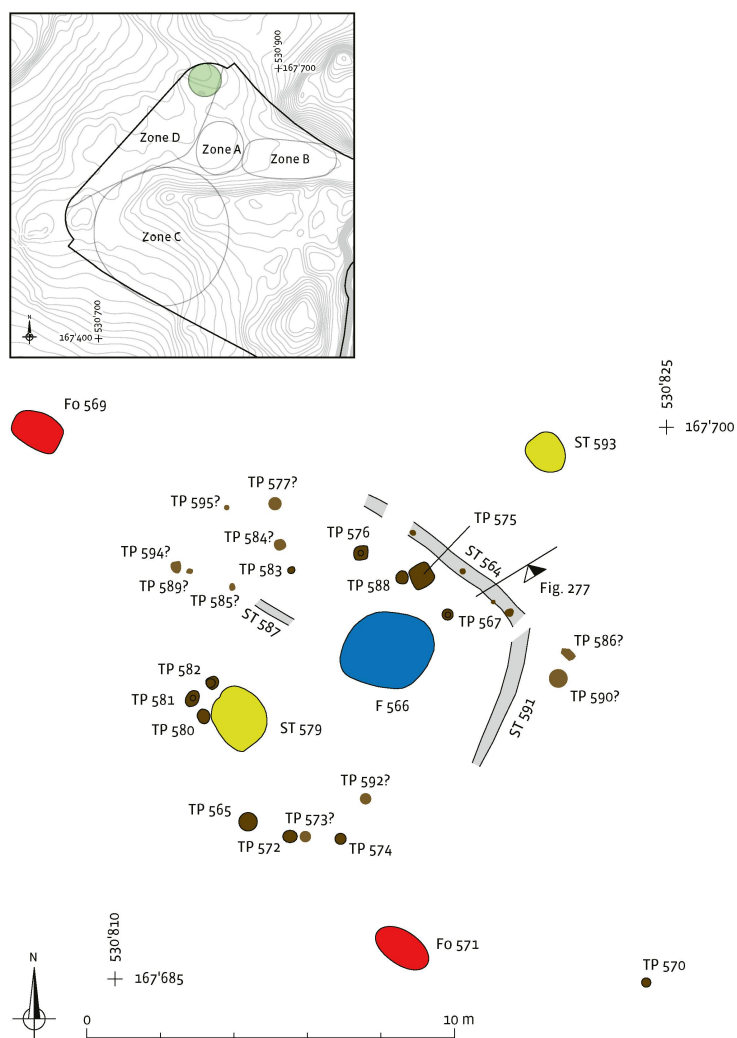 530'900
167'700
Zone D
Zone A
Zone B
Zone C
N
530'700
167'400
530'825
Fo 569
167'700
ST 593
TP 577?
TP 595?
TP 575
TP 576
TP 584?
ST 564
TP 594?
TP 583
TP 588
Fig. 277
TP 589?
TP 585?
ST 587
TP 567
TP 586?
TP 582
TP 581
TP 590?
F 566
ST 591
TP 580
ST 579
TP 592?
TP 565
TP 573?
TP 572
TP 574
530'810
Fo 571
N
TP 570
167'685
0
10 m